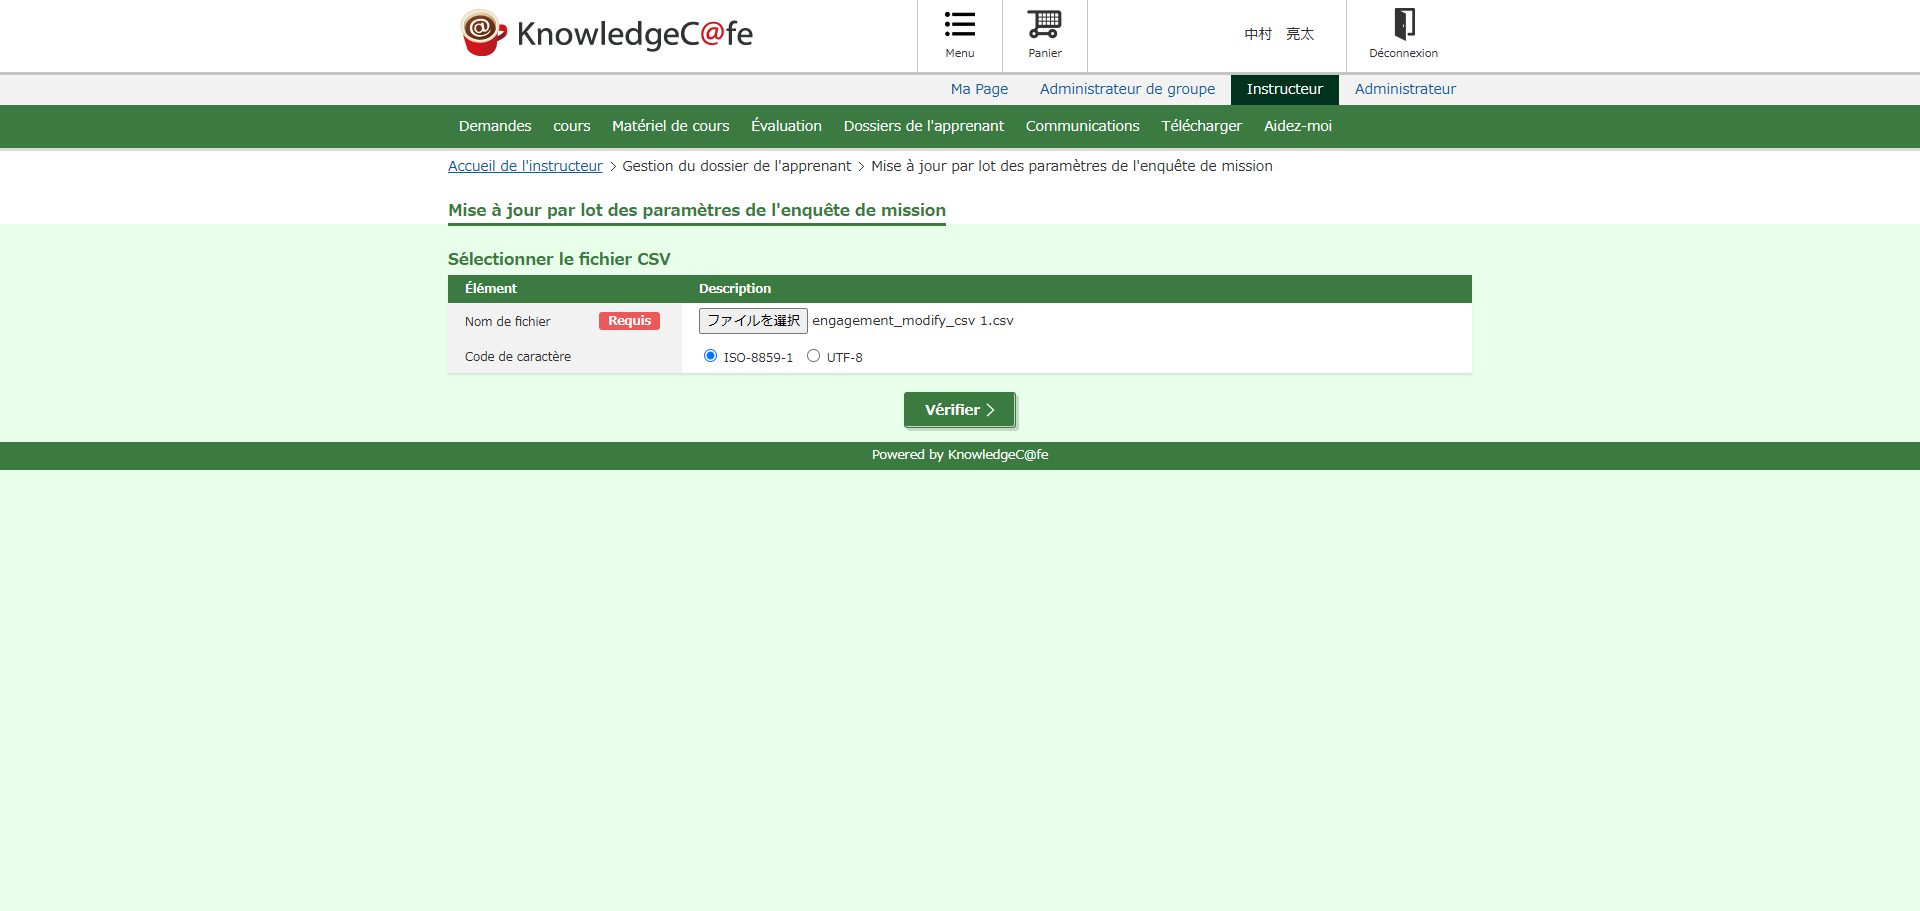 KnowledgeC@fe
Menu
Panier
中村　亮太
Déconnexion
Ma Page
Administrateur de groupe
Instructeur
Administrateur
Demandes
cours
Matériel de cours
Évaluation
Dossiers de l'apprenant
Communications
Télécharger
Aidez-moi
Accueil de l'instructeur > Gestion du dossier de l'apprenant > Mise à jour par lot des paramètres de l'enquête de mission
Mise à jour par lot des paramètres de l'enquête de mission
Sélectionner le fichier CSV
Élément
Description
Nom de fichier
Requis
ファイルを選択 engagement_modify_csv 1.csv
Code de caractère
ISO-8859-1
UTF-8
Vérifier >
Powered by KnowledgeC@fe